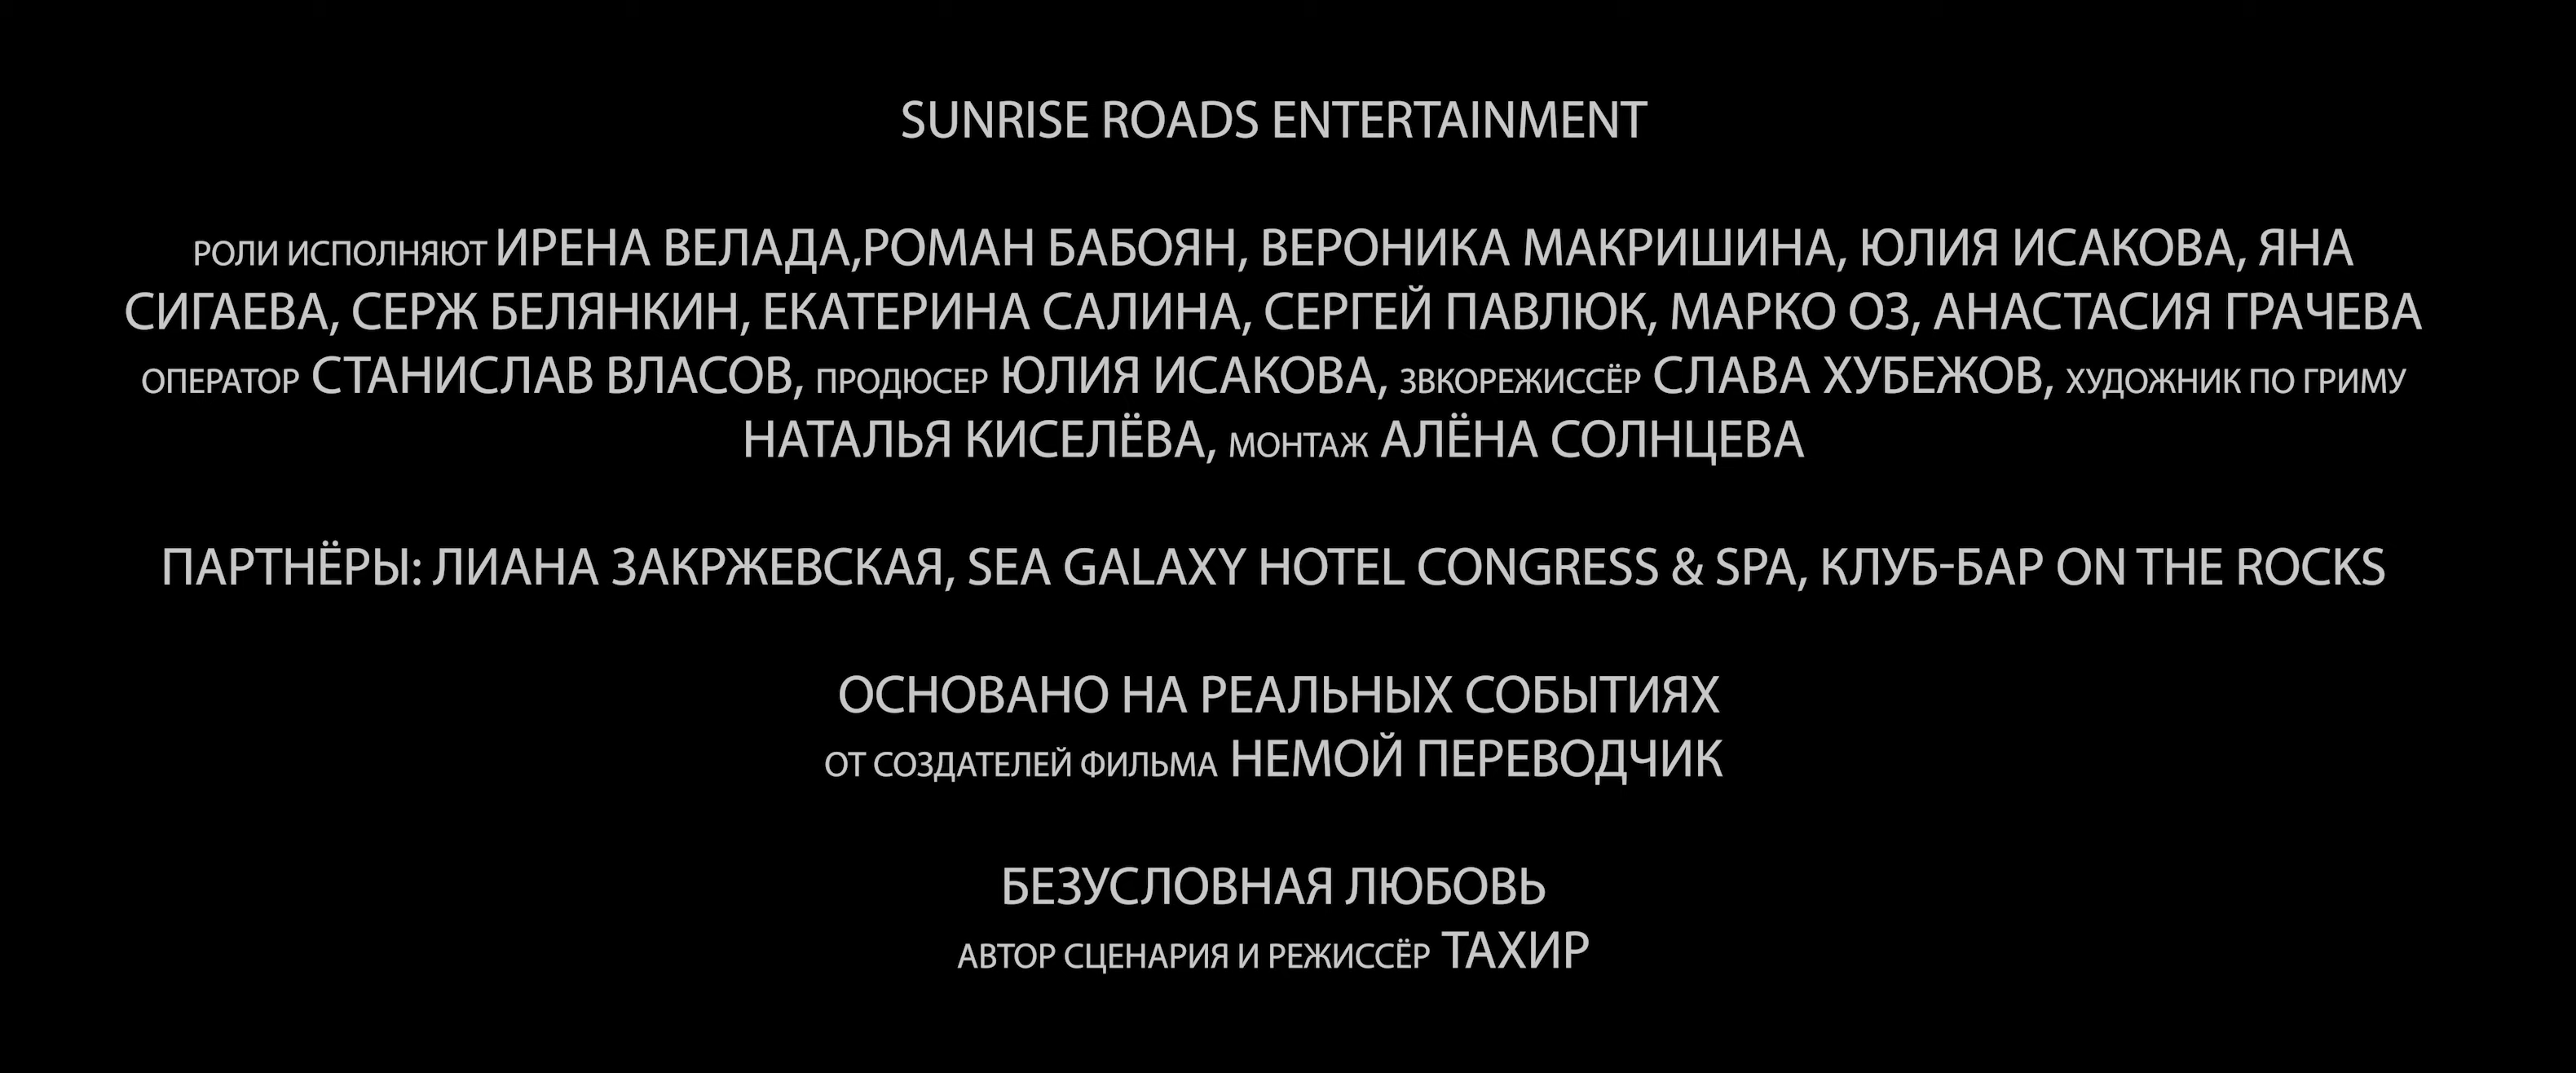 SUNRISE ROADS ENTERTAINMENT
РОЛИ ИСПОЛНЯЮТ ИРЕНА ВЕЛАДА,РОМАН БАБОЯН, ВЕРОНИКА МАКРИШИНА, ЮЛИЯ ИСАКОВА, ЯНА
СИГАЕВА, СЕРЖ БЕЛЯНКИН, ЕКАТЕРИНА САЛИНА, СЕРГЕЙ ПАВЛЮК, МАРКО ОЗ, АНАСТАСИЯ ГРАЧЕВА
ОПЕРАТОР СТАНИСЛАВ ВЛАСОВ, ПРОДЮСЕР ЮЛИЯ ИСАКОВА, ЗВКОРЕЖИССЁР СЛАВА ХУБЕЖОВ, ХУДОЖНИК ПО ГРИМУ
НАТАЛЬЯ КИСЕЛЁВА, МОНТАЖ АЛЁНА СОЛНЦЕВА
ПАРТНЁРЫ: ЛИАНА ЗАКРЖЕВСКАЯ, SEA GALAXY HOTEL CONGRESS & SPA, КЛУБ-БАР ON THE ROCKS
ОСНОВАНО НА РЕАЛЬНЫХ СОБЫТИЯХ
ОТ СОЗДАТЕЛЕЙ ФИЛЬМА НЕМОЙ ПЕРЕВОДЧИК
БЕЗУСЛОВНАЯ ЛЮБОВЬ
АВТОР СЦЕНАРИЯ И РЕЖИССЁР ТАХИР